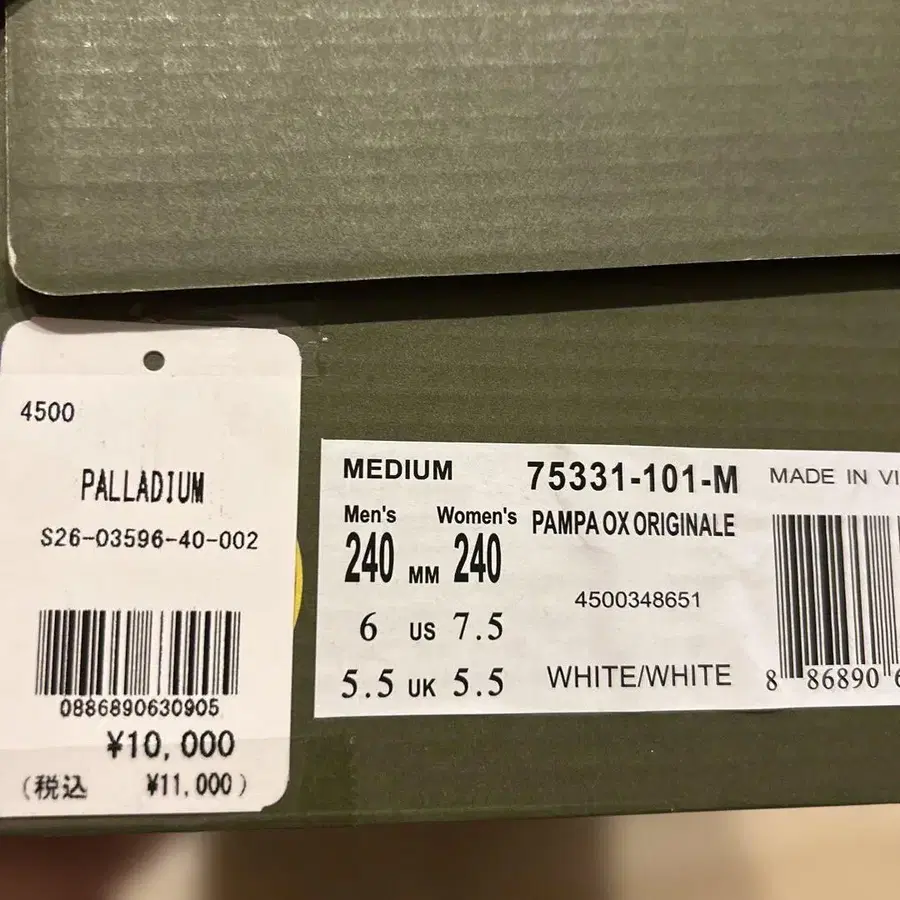 4500
PALLADIUM
S26-03596-40-002
0886890630905
¥10,000
(税込 ¥11,000)
MEDIUM 75331-101-M MADE IN VI
Men's Women's PAMPA OX ORIGINALE
240 MM 240
4500348651
6 US 7.5
5.5 UK 5.5 WHITE/WHITE
8 86890 6